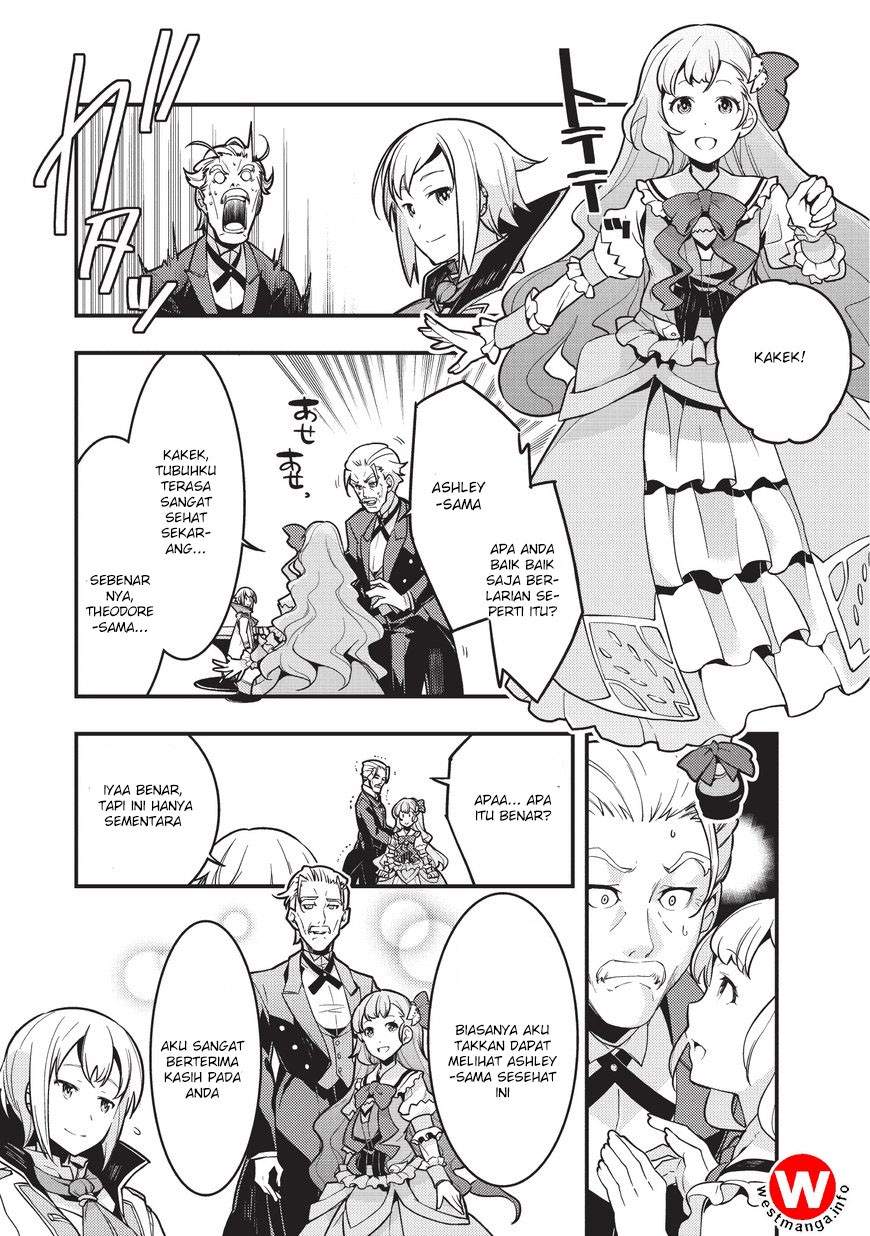 トテテ
ガタン
KAKEK!
ASHLEY
-SAMA
APA ANDA
BAIK BAIK
SAJA BER-
LARIAN SE-
PERTI ITU?
あせ
あせ。
KAKEK,
TUBUHKU
TERASA
SANGAT
SEHAT
SEKAR-
ANG...
SEBENAR
NYA,
THEODORE
-SAMA...
APAA... APA
ITU BENAR?
IYAA BENAR,
TAPI INI HANYA
SEMENTARA
BIASANYA AKU
TAKKAN DAPAT
MELIHAT ASHLEY
-SAMA SESEHAT
INI
AKU SANGAT
BERTERIMA
KASIH PADA
ANDA
W
westmanga.info